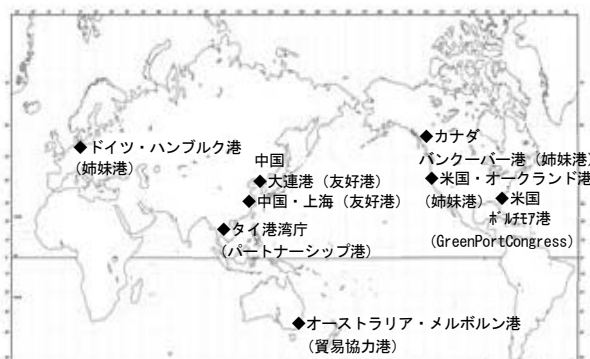 ◆ドイツ・ハンブルク港
(姉妹港)
中国
◆大連港(友好港)
◆中国・上海(友好港)
◆タイ港湾庁
(パートナーシップ港)
◆カナダ
バンクーバー港(姉妹港)
◆米国・オークランド港
(姉妹港)
◆米国
ボルチモア港
(GreenPortCongress)
◆オーストラリア・メルボルン港
(貿易協力港)